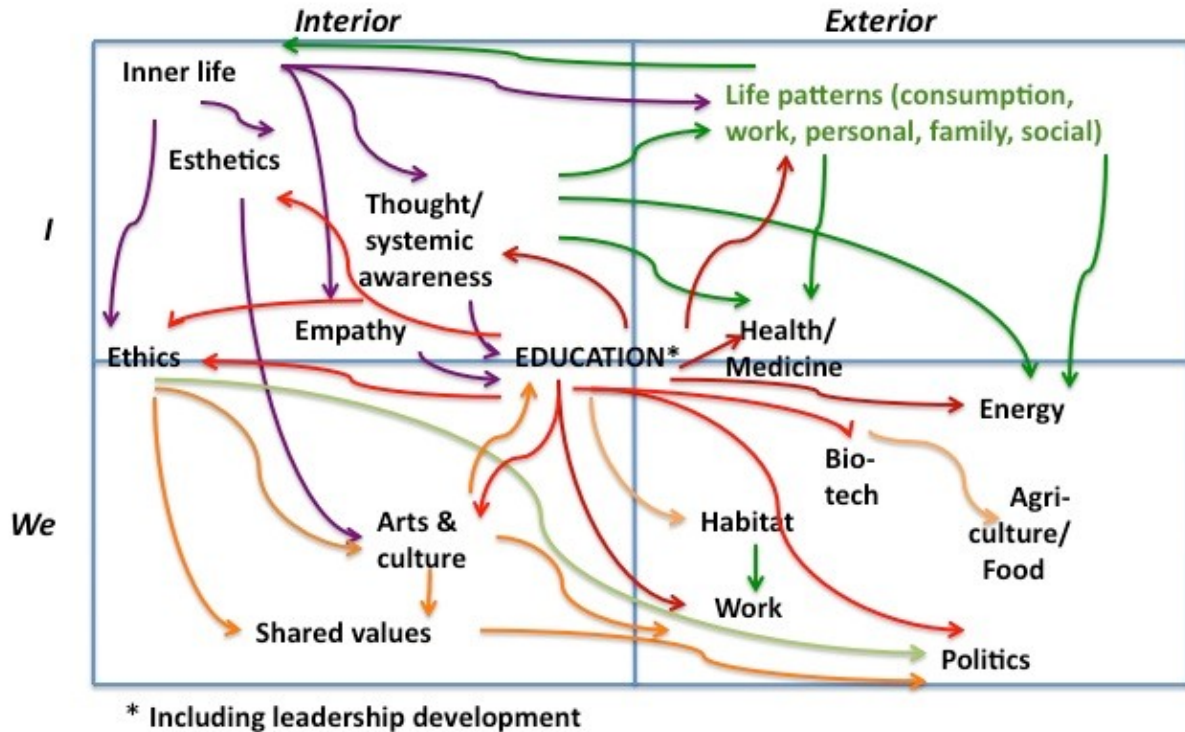 Interior
Exterior
Inner life
Life patterns (consumption,
work, personal, family, social)
Esthetics
Thought/
systemic
awareness
I
Empathy
Health/
Medicine
Ethics
EDUCATION*
Energy
Bio-
tech
We
Arts &
culture
Habitat
Agri-
culture/
Food
Work
Shared values
Politics
* Including leadership development